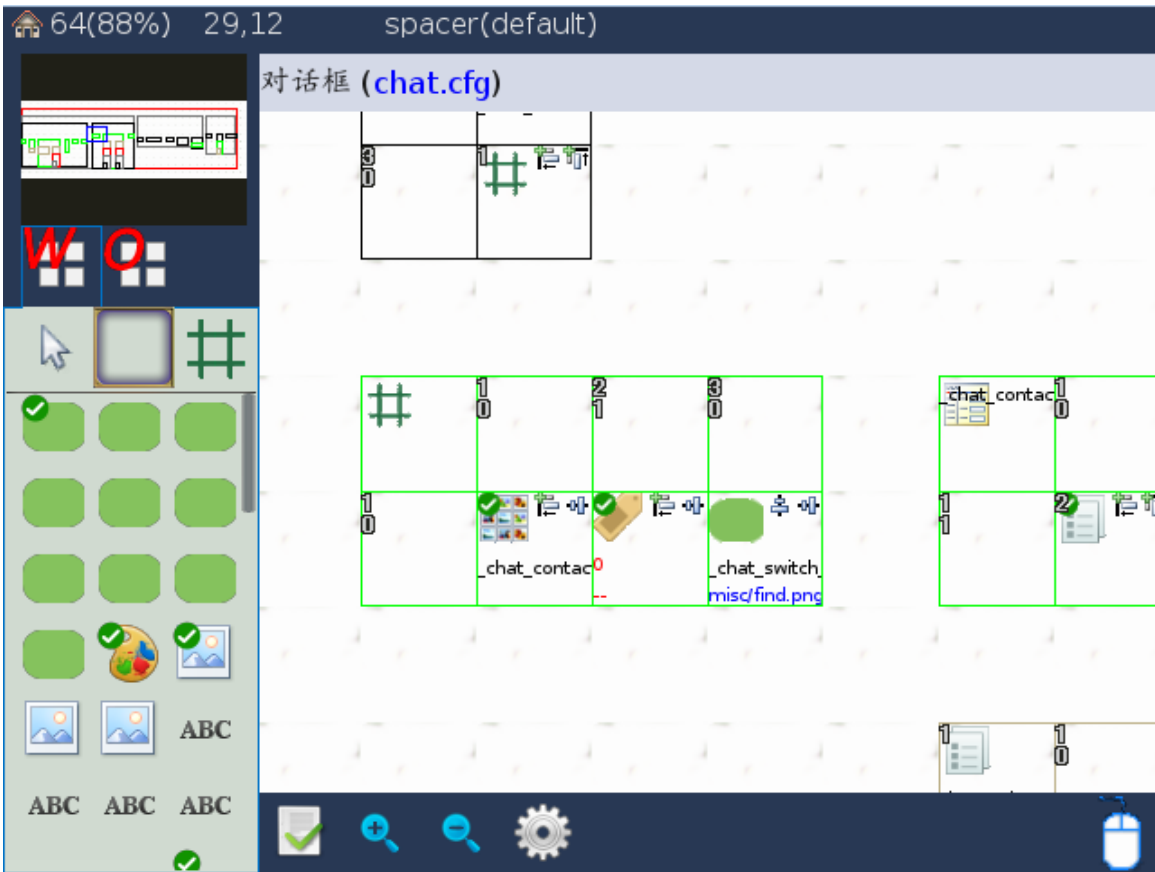 64(88%) 29,12 spacer(default)
对话框 (chat.cfg)
W O
3
0
1
1
0
2
1
3
0
_chat_contac
1
0
1
0
_chat_contac
0
--
_chat_switch_
misc/find.png
1
1
2
1
1
0
ABC
ABC ABC ABC